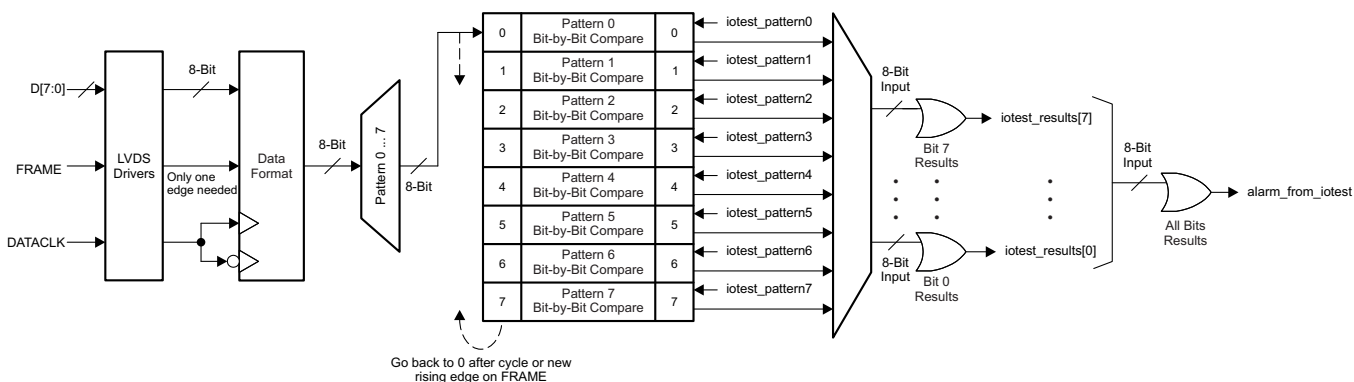 D[7:0]
FRAME
DATACLK
LVDS
Drivers
8-Bit
Only one
edge needed
Data
Format
8-Bit
Pattern 0 ... 7
8-Bit
0
Pattern 0
Bit-by-Bit Compare
0
iotest_pattern0
1
Pattern 1
Bit-by-Bit Compare
1
iotest_pattern1
2
Pattern 2
Bit-by-Bit Compare
2
iotest_pattern2
3
Pattern 3
Bit-by-Bit Compare
3
iotest_pattern3
4
Pattern 4
Bit-by-Bit Compare
4
iotest_pattern4
5
Pattern 5
Bit-by-Bit Compare
5
iotest_pattern5
6
Pattern 6
Bit-by-Bit Compare
6
iotest_pattern6
7
Pattern 7
Bit-by-Bit Compare
7
iotest_pattern7
Go back to 0 after cycle or new
rising edge on FRAME
8-Bit
Input
Bit 7
Results
iotest_results[7]
8-Bit
Input
Bit 0
Results
iotest_results[0]
8-Bit
Input
All Bits
Results
alarm_from_iotest